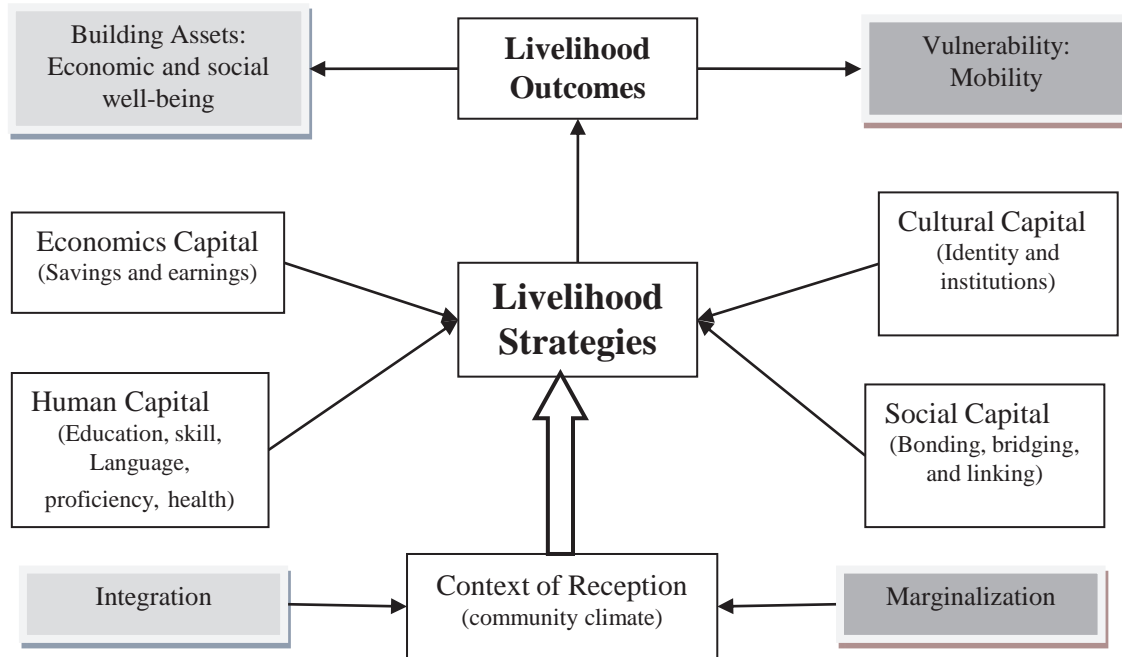 Building Assets:
Economic and social
well-being
Livelihood
Outcomes
Vulnerability:
Mobility
Economics Capital
(Savings and earnings)
Livelihood
Strategies
Cultural Capital
(Identity and
institutions)
Human Capital
(Education, skill,
Language,
proficiency, health)
Social Capital
(Bonding, bridging,
and linking)
Integration
Context of Reception
(community climate)
Marginalization